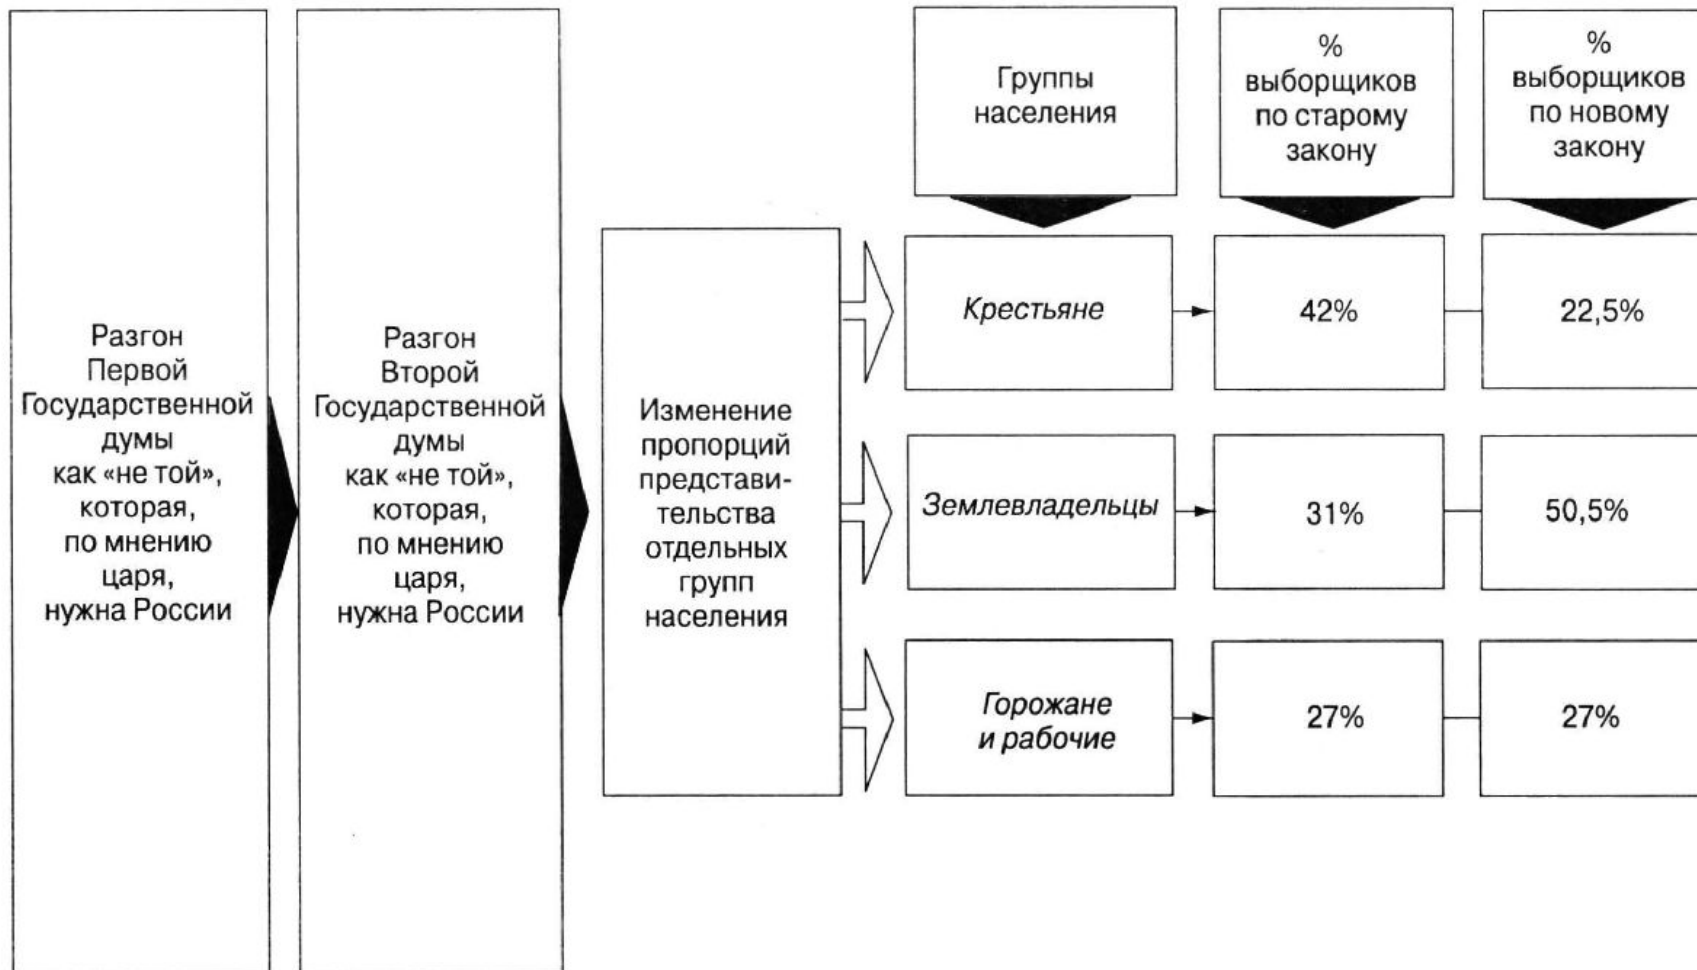 Разгон
Первой
Государственной
думы
как «не той»,
которая,
по мнению
царя,
нужна России
Разгон
Второй
Государственной
думы
как «не той»,
которая,
по мнению
царя,
нужна России
Изменение
пропорций
представи-
тельства
отдельных
групп
населения
Группы
населения
%
выборщиков
по старому
закону
%
выборщиков
по новому
закону
Крестьяне
42%
22,5%
Землевладельцы
31%
50,5%
Горожане
и рабочие
27%
27%